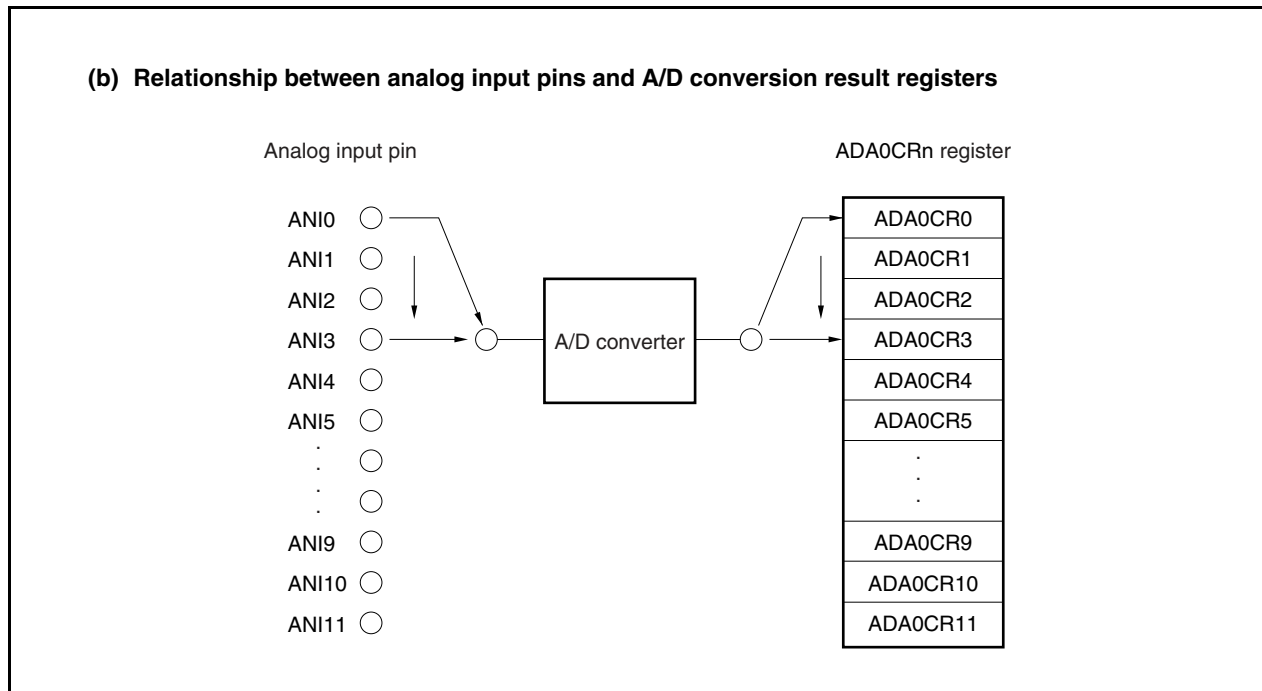 (b) Relationship between analog input pins and A/D conversion result registers
Analog input pin
ADA0CRn register
ANI0
ANI1
ANI2
ANI3
ANI4
ANI5
.
.
.
.
ANI9
ANI10
ANI11
A/D converter
ADA0CR0
ADA0CR1
ADA0CR2
ADA0CR3
ADA0CR4
ADA0CR5
.
.
.
ADA0CR9
ADA0CR10
ADA0CR11